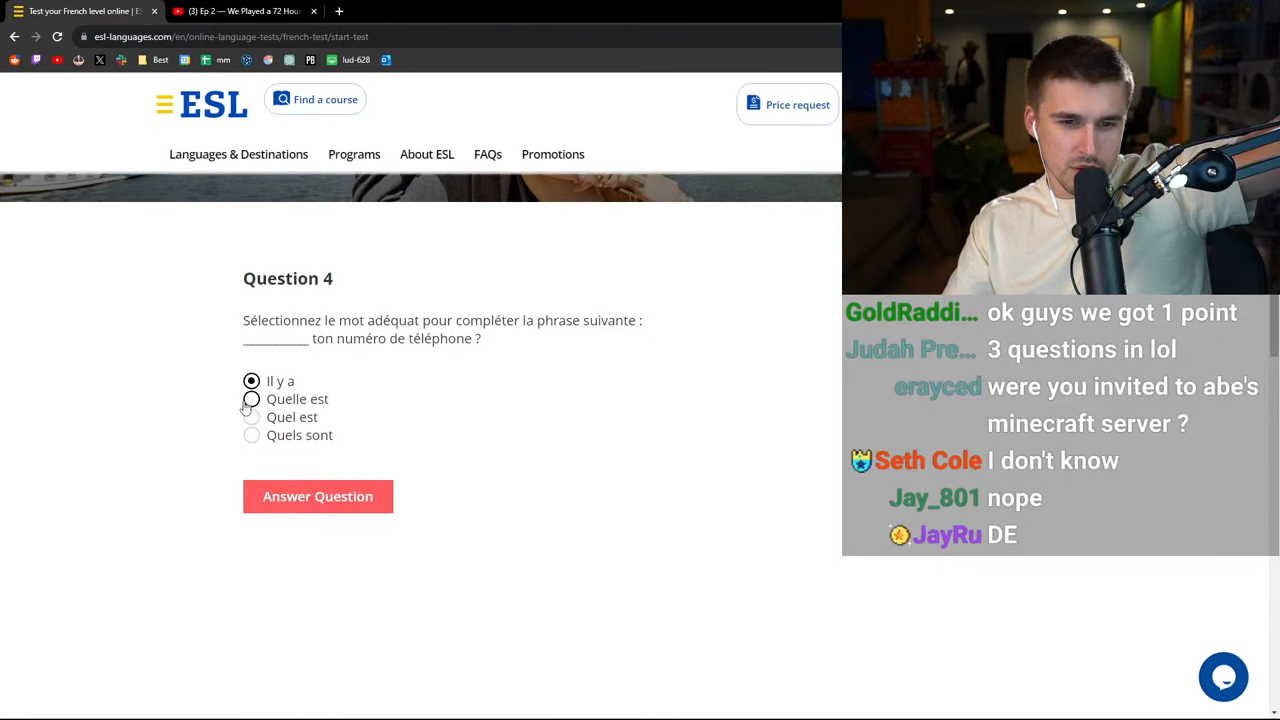 Test your French level online | ES
(3) Ep 2 — We Played a 72 Hour
esl-languages.com/en/online-language-tests/french-test/start-test
Best
mm
PB
lud-628
ESL
Find a course
Price request
Languages & Destinations
Programs
About ESL
FAQs
Promotions
Question 4
Sélectionnez le mot adéquat pour compléter la phrase suivante :
___________ ton numéro de téléphone ?
Il y a
Quelle est
Quel est
Quels sont
Answer Question
GoldRaddi... ok guys we got 1 point
Judah Pre... 3 questions in lol
erayced were you invited to abe's
minecraft server ?
Seth Cole I don't know
Jay_801 nope
JayRu DE